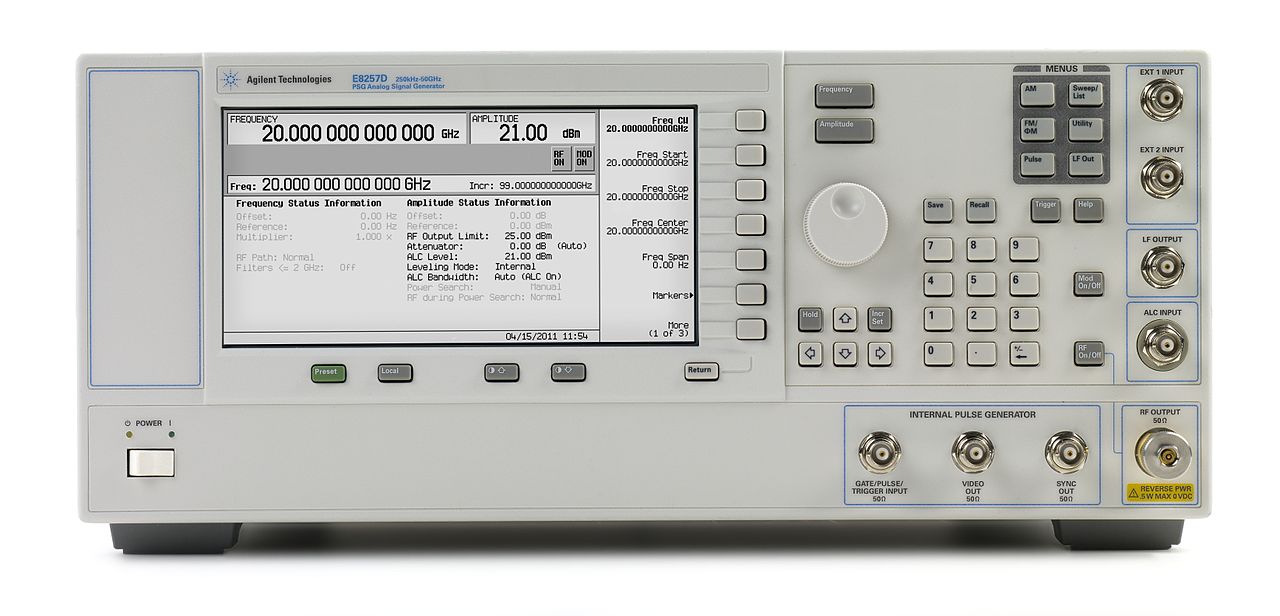 Agilent Technologies
E8257D 250kHz-50GHz
PSG Analog Signal Generator
FREQUENCY
20.000 000 000 000 GHz
AMPLITUDE
21.00 dBm
RF
ON
MOD
ON
Freq: 20.000 000 000 000 GHz
Incr: 99.000000000000GHz
Frequency Status Information
Offset: 0.00 Hz
Reference: 0.00 Hz
Multiplier: 1.000 x
RF Path: Normal
Filters <= 2 GHz: Off
Amplitude Status Information
Offset: 0.00 dB
Reference: 0.00 dBm
RF Output Limit: 25.00 dBm
Attenuator: 0.00 dB (Auto)
ALC Level: 21.00 dBm
Leveling Mode: Internal
ALC Bandwidth: Auto (ALC On)
Power Search: Manual
RF during Power Search: Normal
04/15/2011 11:54
Freq CW
20.0000000000GHz
Freq Start
20.0000000000GHz
Freq Stop
20.0000000000GHz
Freq Center
20.0000000000GHz
Freq Span
0.00 Hz
Markers
More
(1 of 3)
Preset
Local
Return
POWER I
Frequency
Amplitude
MENUS
AM
Sweep/
List
FM/
ΦM
Utility
Pulse
LF Out
Save
Recall
Trigger
Help
7
8
9
4
5
6
Mod
On/Off
1
2
3
0
.
+/-
RF
On/Off
Hold
Incr
Set
EXT 1 INPUT
EXT 2 INPUT
LF OUTPUT
ALC INPUT
INTERNAL PULSE GENERATOR
GATE/PULSE/
TRIGGER INPUT
50Ω
VIDEO
OUT
50Ω
SYNC
OUT
50Ω
RF OUTPUT
50Ω
REVERSE PWR
.5W MAX 0VDC